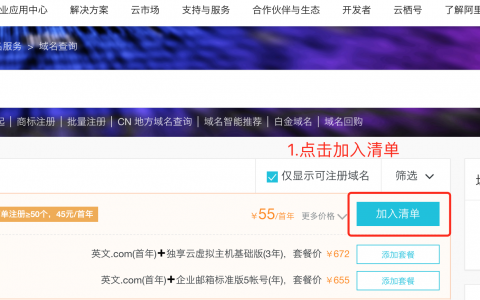 业应用中心 解决方案 云市场 支持与服务 合作伙伴与生态 开发者 云栖号 了解阿里
服务 > 域名查询
商标注册 | 批量注册 | CN 地方域名查询 | 域名智能推荐 | 白金域名 | 域名回购
1.点击加入清单
仅显示可注册域名 筛选
单注册≥50个，45元/首年 ¥55/首年 更多价格 加入清单
英文.com(首年)+独享云虚拟主机基础版(3年)，套餐价 ¥672 添加套餐
英文.com(首年)+企业邮箱标准版5帐号(年)，套餐价 ¥655 添加套餐